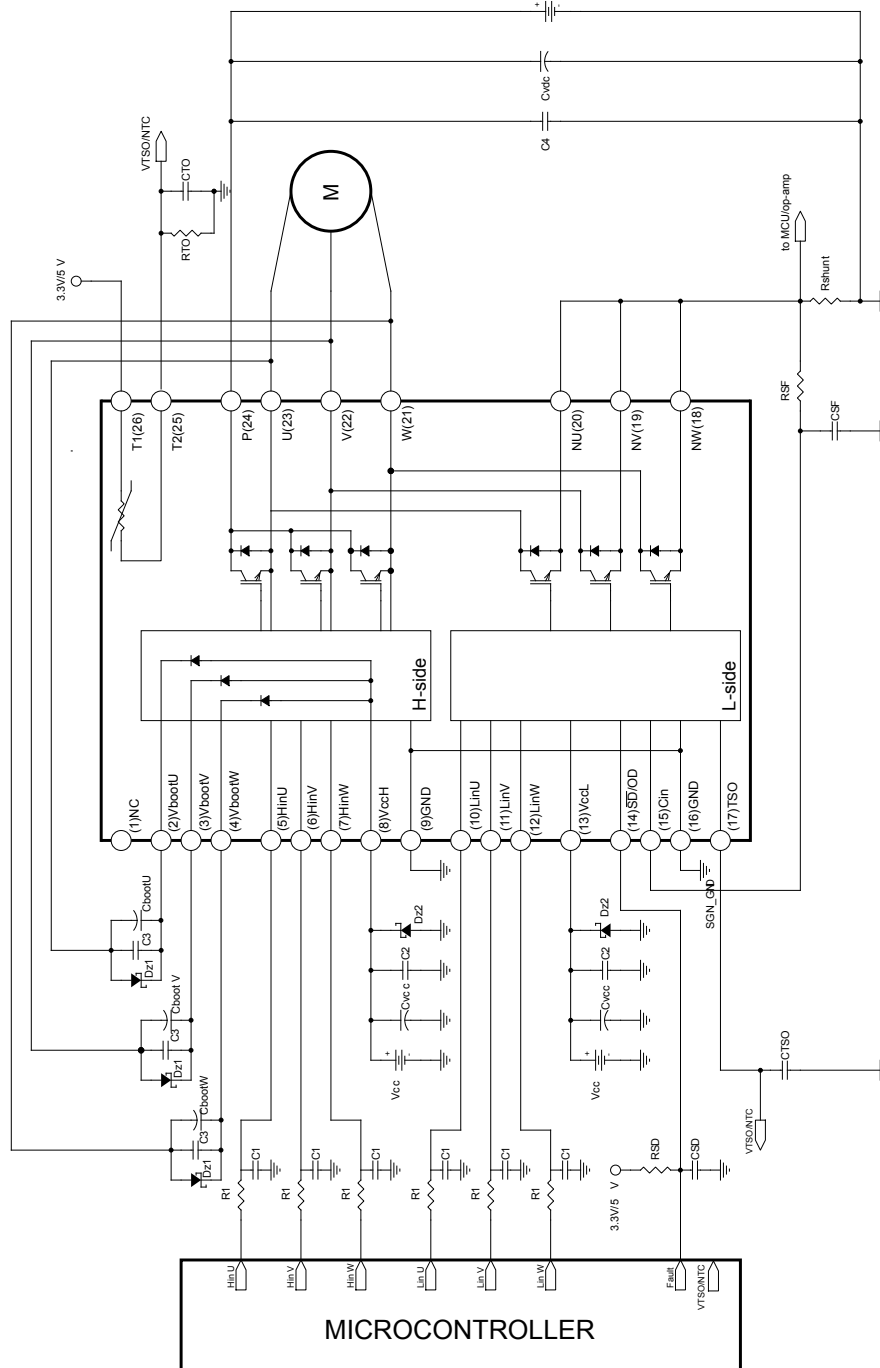 +
-
Cvdc
C4
VTSO/NTC
CTO
RTO
M
3.3V/5 V
to MCU/op-amp
Rshunt
RSF
CSF
T1(26)
T2(25)
P(24)
U(23)
V(22)
W(21)
NU(20)
NV(19)
NW(18)
H-side
L-side
(1)NC
(2)VbootU
(3)VbootV
(4)VbootW
(5)HinU
(6)HinV
(7)HinW
(8)VccH
(9)GND
(10)LinU
(11)LinV
(12)LinW
(13)VccL
(14)SD/OD
(15)Cin
(16)GND
(17)TSO
SGN_GND
CbootU
C3
Dz1
Cboot V
C3
Dz1
CbootW
C3
Dz1
Dz2
C2
Cvc c
+
-
Vcc
Dz2
C2
Cvcc
+
-
Vcc
CTSO
VTSO/NTC
R1
C1
R1
C1
R1
C1
R1
C1
R1
C1
R1
C1
3.3V/5 V
RSD
CSD
Hin U
Hin V
Hin W
Lin U
Lin V
Lin W
Fault
VTSO/NTC
MICROCONTROLLER